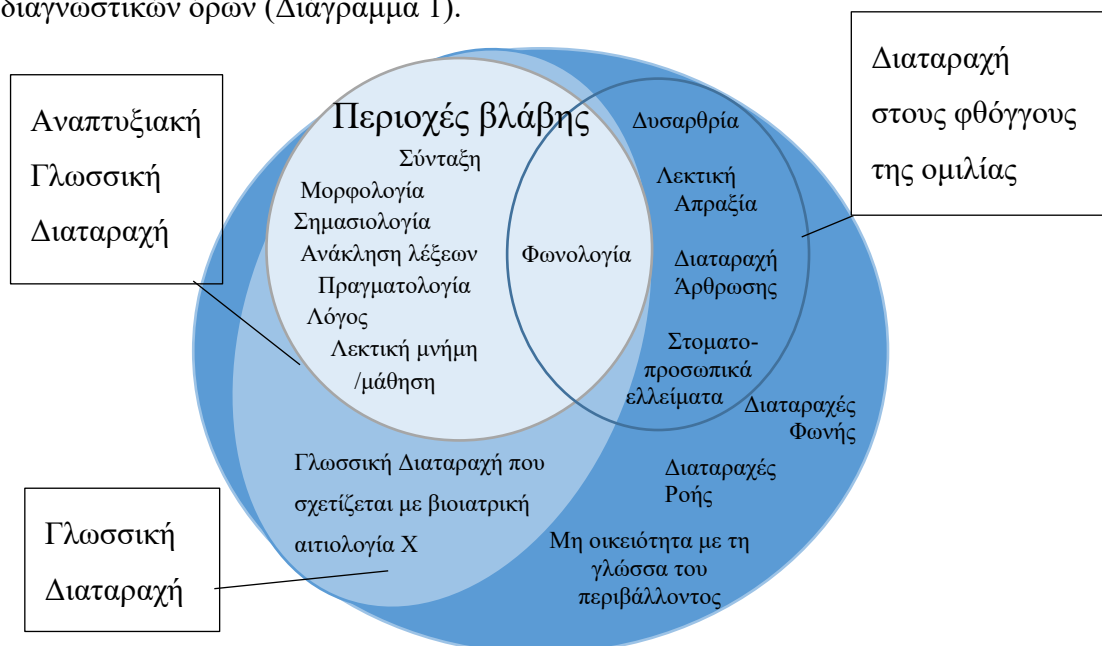 διαγνωστικών όρων (Διάγραμμα 1).
Αναπτυξιακή
Γλωσσική
Διαταραχή
Περιοχές βλάβης
Σύνταξη
Μορφολογία
Σημασιολογία
Ανάκληση λέξεων
Πραγματολογία
Λόγος
Λεκτική μνήμη
/μάθηση
Φωνολογία
Δυσαρθρία
Λεκτική
Απραξία
Διαταραχή
Άρθρωσης
Στοματο-
προσωπικά
ελλείματα
Διαταραχή
στους φθόγγους
της ομιλίας
Διαταραχές
Φωνής
Διαταραχές
Ροής
Μη οικειότητα με τη
γλώσσα του
περιβάλλοντος
Γλωσσική Διαταραχή που
σχετίζεται με βιοιατρική
αιτιολογία Χ
Γλωσσική
Διαταραχή